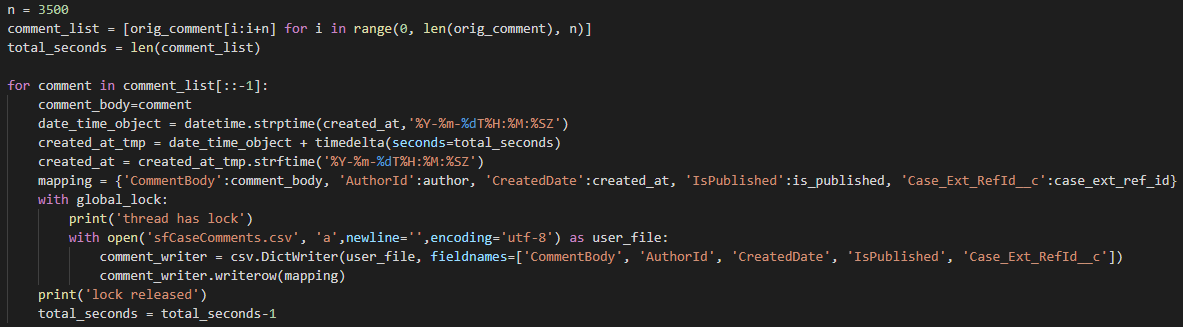 n = 3500
comment_list = [orig_comment[i:i+n] for i in range(0, len(orig_comment), n)]
total_seconds = len(comment_list)
for comment in comment_list[::-1]:
comment_body=comment
date_time_object = datetime.strptime(created_at,'%Y-%m-%dT%H:%M:%SZ')
created_at_tmp = date_time_object + timedelta(seconds=total_seconds)
created_at = created_at_tmp.strftime('%Y-%m-%dT%H:%M:%SZ')
mapping = {'CommentBody':comment_body, 'AuthorId':author, 'CreatedDate':created_at, 'IsPublished':is_published, 'Case_Ext_RefId__c':case_ext_ref_id}
with global_lock:
print('thread has lock')
with open('sfCaseComments.csv', 'a',newline='',encoding='utf-8') as user_file:
comment_writer = csv.DictWriter(user_file, fieldnames=['CommentBody', 'AuthorId', 'CreatedDate', 'IsPublished', 'Case_Ext_RefId__c'])
comment_writer.writerow(mapping)
print('lock released')
total_seconds = total_seconds-1